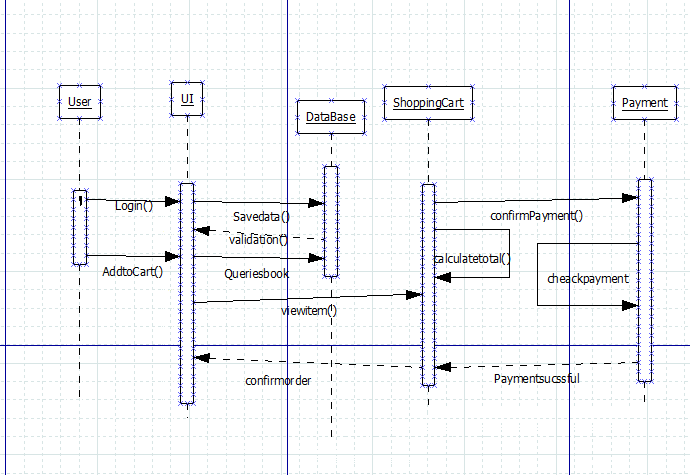 User
UI
DataBase
ShoppingCart
Payment
Login()
Savedata()
confirmPayment()
validation()
calculatetotal()
AddtoCart()
Queriesbook
cheackpayment
viewitem()
confirmorder
Paymentsucssful